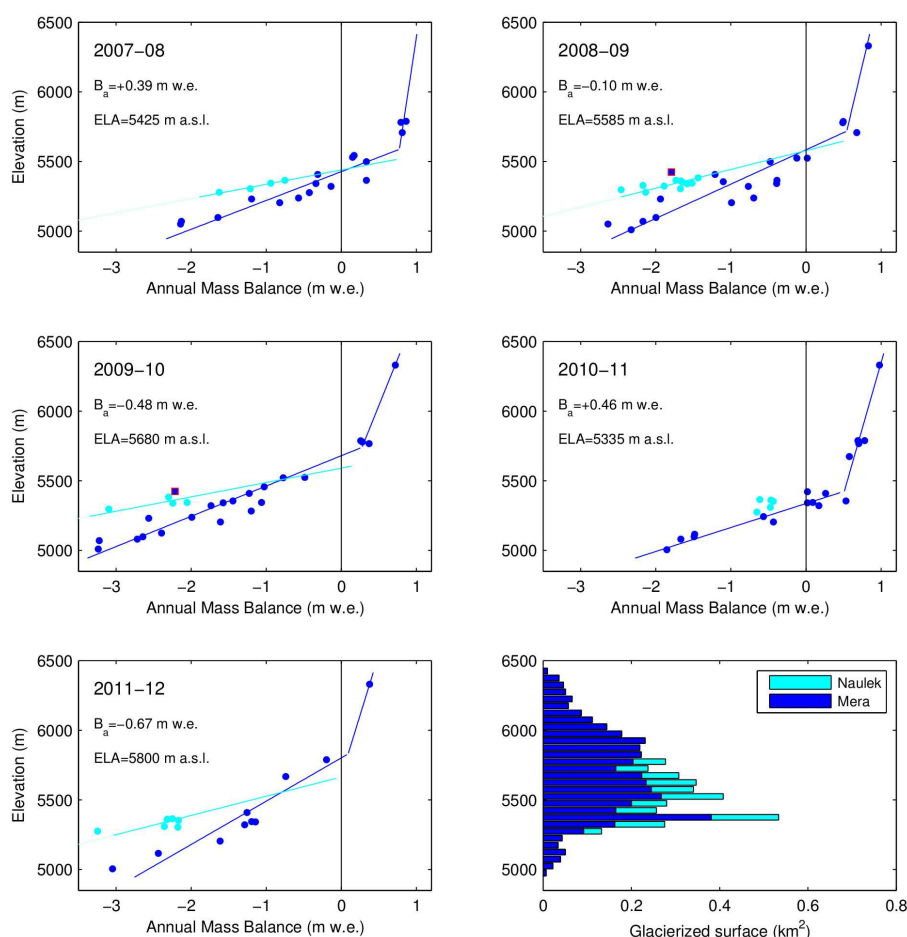 2007−08
B_a=+0.39 m w.e.
ELA=5425 m a.s.l.
6500
6000
5500
5000
Elevation (m)
−3 −2 −1 0 1
Annual Mass Balance (m w.e.)
2008−09
B_a=−0.10 m w.e.
ELA=5585 m a.s.l.
6500
6000
5500
5000
Elevation (m)
−3 −2 −1 0 1
Annual Mass Balance (m w.e.)
2009−10
B_a=−0.48 m w.e.
ELA=5680 m a.s.l.
6500
6000
5500
5000
Elevation (m)
−3 −2 −1 0 1
Annual Mass Balance (m w.e.)
2010−11
B_a=+0.46 m w.e.
ELA=5335 m a.s.l.
6500
6000
5500
5000
Elevation (m)
−3 −2 −1 0 1
Annual Mass Balance (m w.e.)
2011−12
B_a=−0.67 m w.e.
ELA=5800 m a.s.l.
6500
6000
5500
5000
Elevation (m)
−3 −2 −1 0 1
Annual Mass Balance (m w.e.)
Naulek
Mera
6500
6000
5500
5000
Elevation (m)
0 0.2 0.4 0.6 0.8
Glacierized surface (km²)